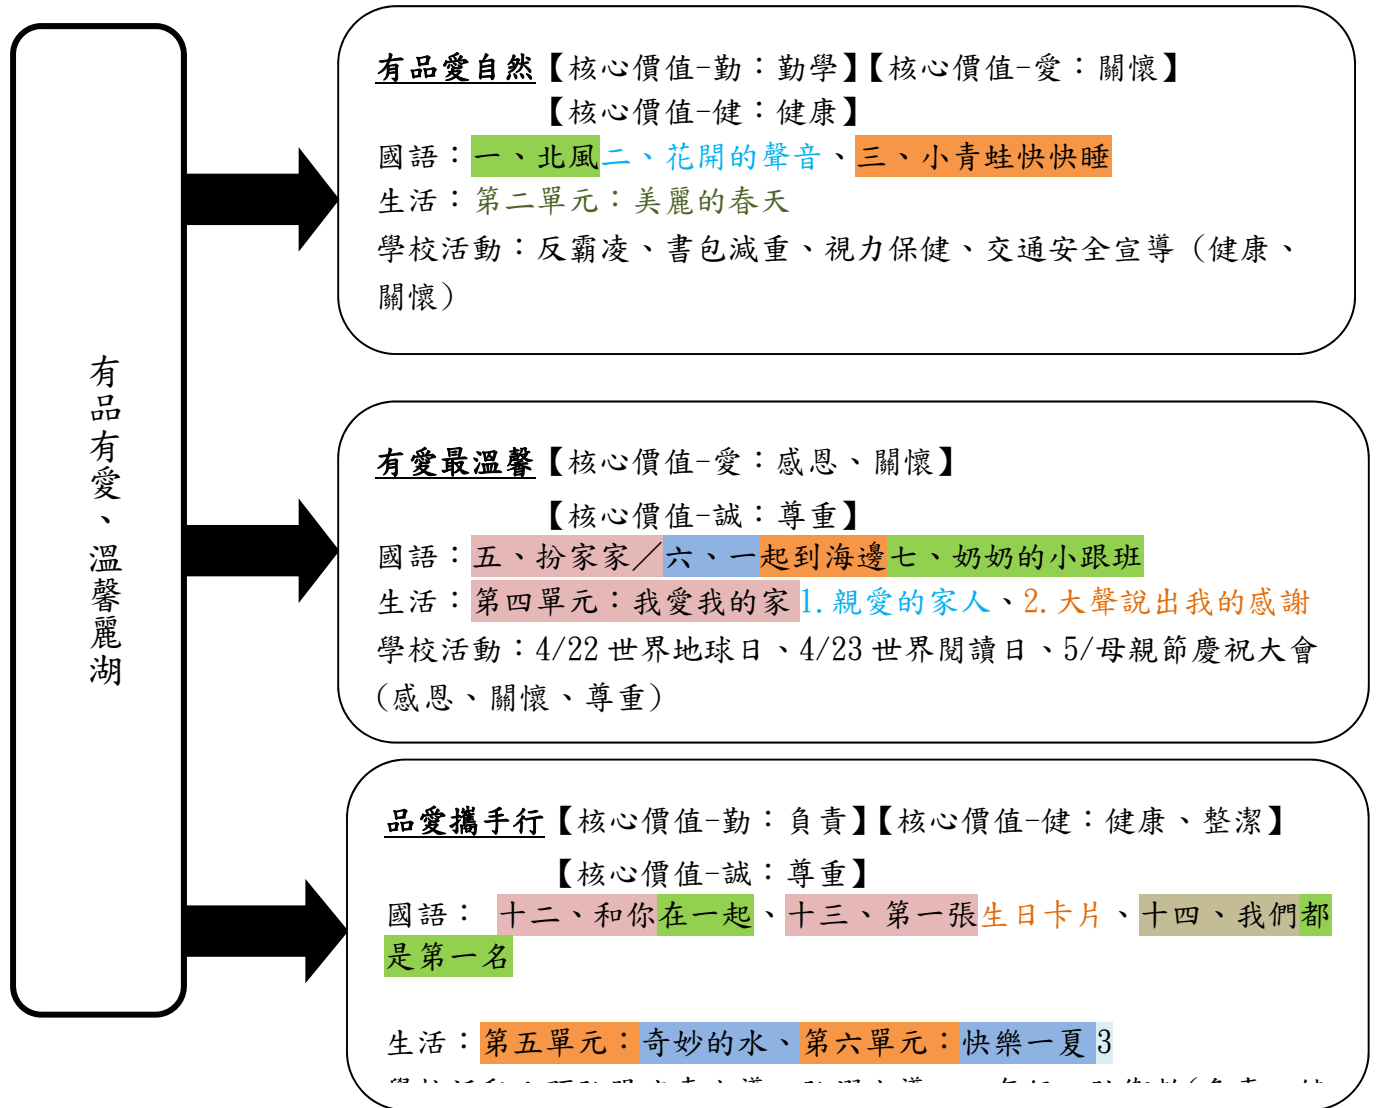 有品有愛、溫馨麗湖
有品愛自然【核心價值-勤：勤學】【核心價值-愛：關懷】
【核心價值-健：健康】
國語：一、北風二、花開的聲音、三、小青蛙快快睡
生活：第二單元：美麗的春天
學校活動：反霸凌、書包減重、視力保健、交通安全宣導（健康、
關懷）
有愛最溫馨【核心價值-愛：感恩、關懷】
【核心價值-誠：尊重】
國語：五、扮家家／六、一起到海邊七、奶奶的小跟班
生活：第四單元：我愛我的家 1.親愛的家人、2.大聲說出我的感謝
學校活動：4/22 世界地球日、4/23 世界閱讀日、5/母親節慶祝大會
(感恩、關懷、尊重)
品愛攜手行【核心價值-勤：負責】【核心價值-健：健康、整潔】
【核心價值-誠：尊重】
國語： 十二、和你在一起、十三、第一張生日卡片、十四、我們都
是第一名
生活：第五單元：奇妙的水、第六單元：快樂一夏 3